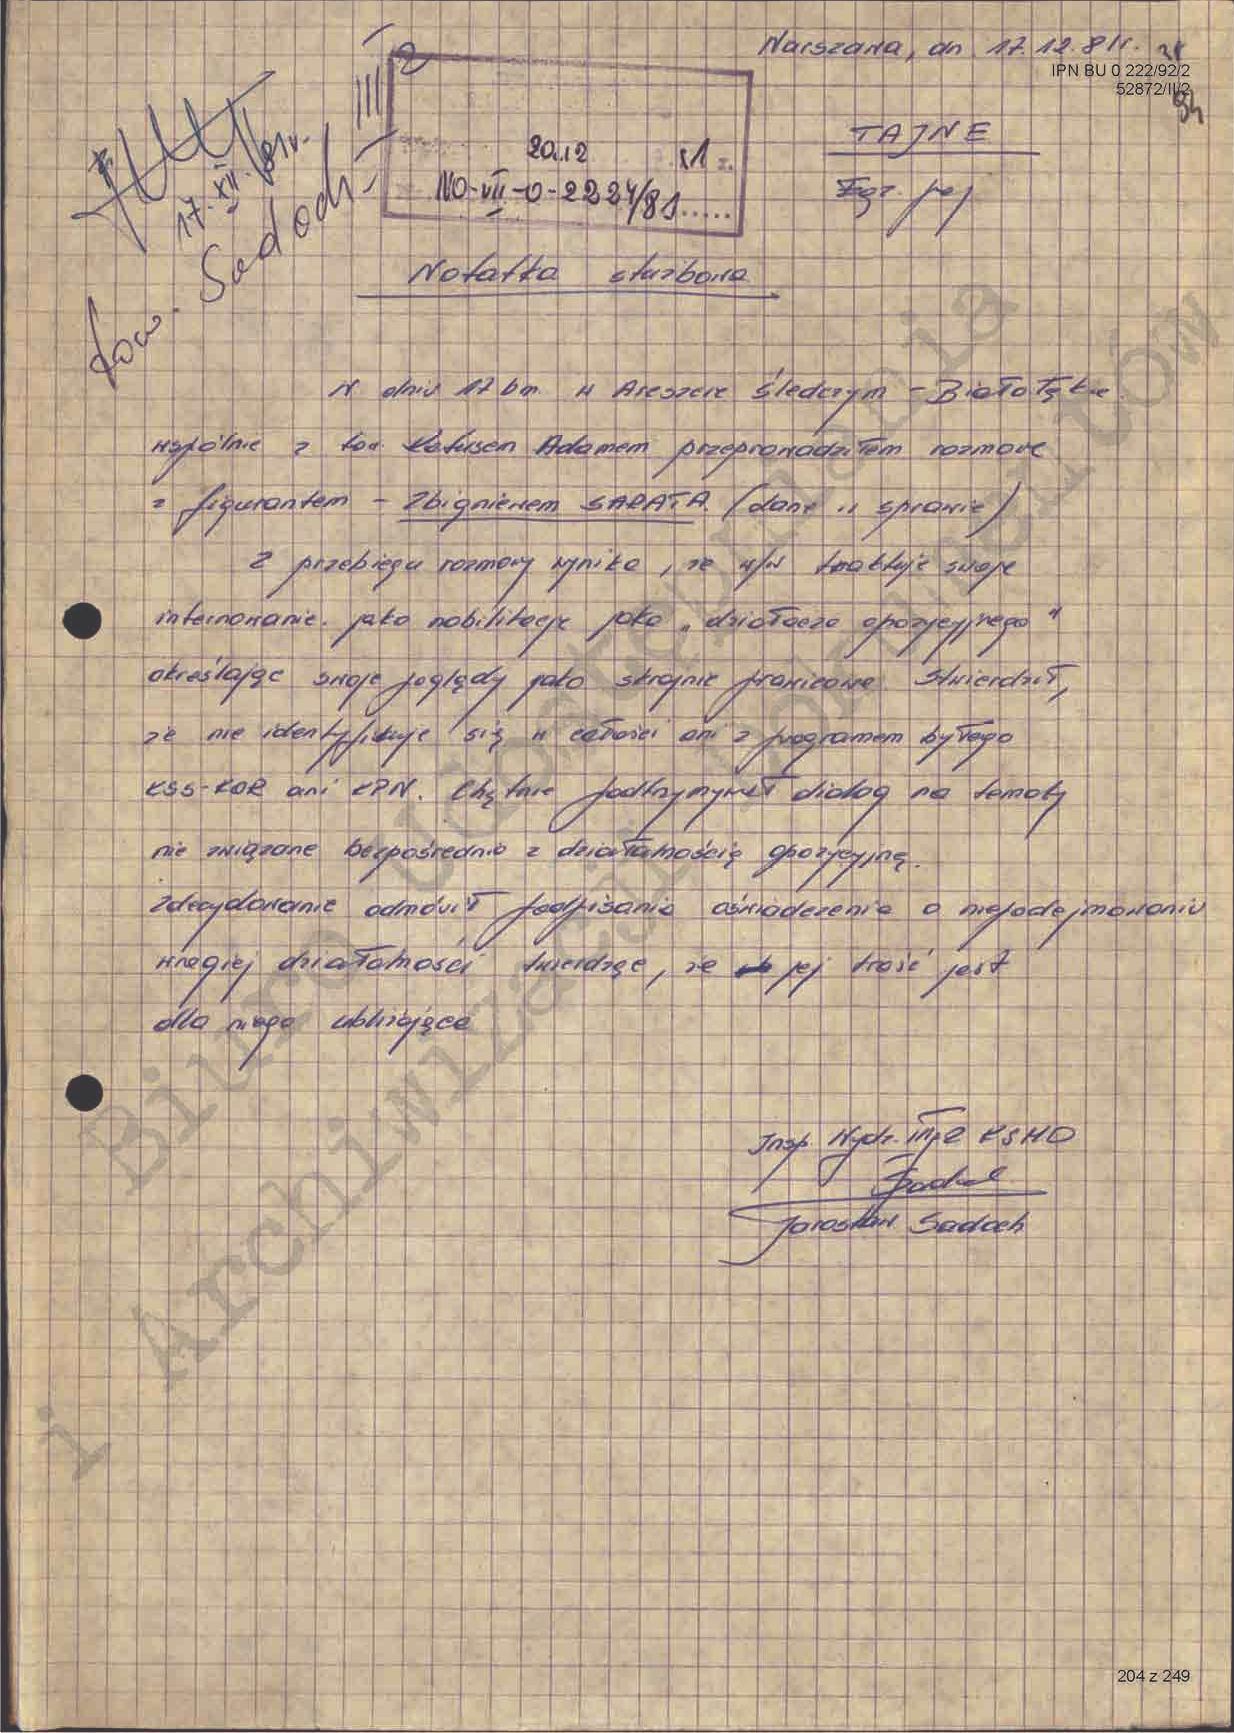 Warszawa, dn. 17.12.81r.
IPN BU 0 222/92/2
52872/II/2
94
TAJNE
Egz. poj
20.12 81 r.
WO-VII-0-2224/81.....
17.XII.81r.
tow. Sadoch
Notatka służbowa
W dniu 17 bm. w Areszcie Śledczym - Białołęka
wspólnie z tow. Adamem przeprowadziłem rozmowę
z figurantem - Zbigniewem SARATA. (dane w sprawie)
Z przebiegu rozmowy wynika, że w/w traktuje swoje
internowanie jako nobilitację jako "działacza opozycyjnego"
określając swoje poglądy jako skrajnie prawicowe. Stwierdził,
że nie identyfikuje się w całości ani z programem byłego
KSS-KOR ani KPN. Chętnie podtrzymywał dialog na tematy
nie związane bezpośrednio z działalnością opozycyjną.
Zdecydowanie odmówił podpisania oświadczenia o niepodejmowaniu
wrogiej działalności twierdząc, że jej treść jest
dla niego ubliżająca
Insp. Wydz. III-2 KSMO
Jarosław Sadoch
Biuro Udostępniania
i Archiwizacji Dokumentów
204 z 249